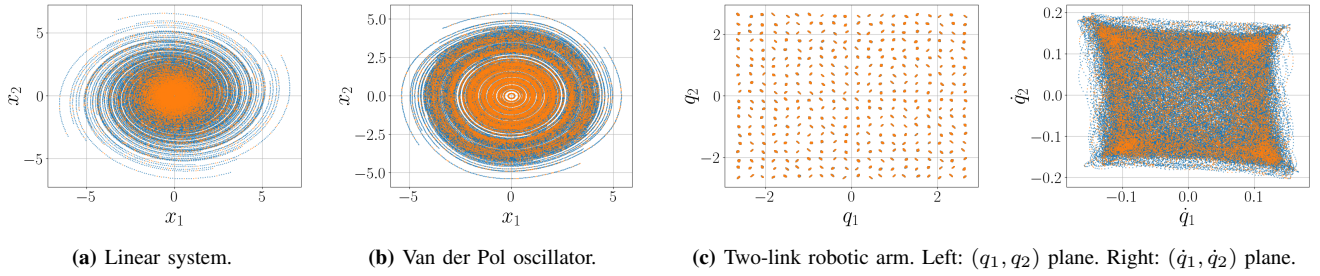 5
0
−5
x₂
−5
0
5
x₁
5.0
2.5
0.0
−2.5
−5.0
x₂
−5
0
5
x₁
2
0
−2
q₂
−2
0
2
q₁
0.2
0.1
0.0
−0.1
−0.2
q̇₂
−0.1
0.0
0.1
q̇₁
(a) Linear system.
(b) Van der Pol oscillator.
(c) Two-link robotic arm. Left: (q₁, q₂) plane. Right: (q̇₁, q̇₂) plane.